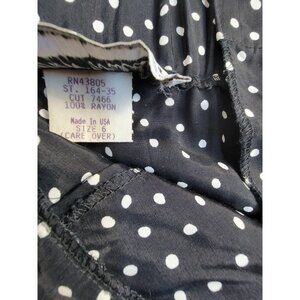 RN43805
ST. 164-35
CUT 7466
100% RAYON
Made In USA
SIZE 6
(CARE OVER)